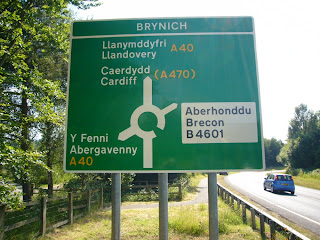 BRYNICH
Llanymddyfri
Llandovery A40
Caerdydd
Cardiff (A470)
Aberhonddu
Brecon
B4601
Y Fenni
Abergavenny
A40